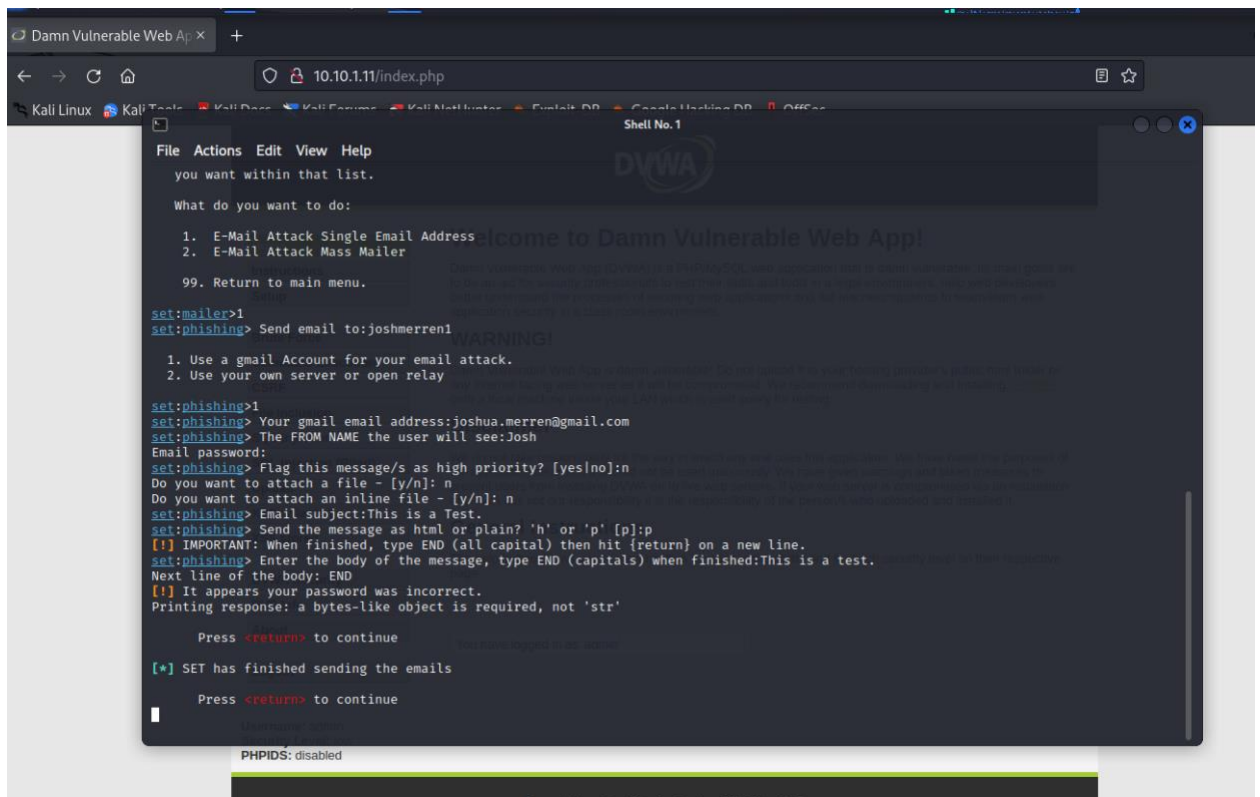 Damn Vulnerable Web Ap
10.10.1.11/index.php
Kali Linux Kali Tools Kali Docs Kali Forums Kali NetHunter Exploit-DB Google Hacking DB OffSec
Shell No. 1
File Actions Edit View Help
DVWA
you want within that list.
What do you want to do:
1. E-Mail Attack Single Email Address
2. E-Mail Attack Mass Mailer
Welcome to Damn Vulnerable Web App!
99. Return to main menu.
set:mailer>1
set:phishing> Send email to:joshmerren1
WARNING!
1. Use a gmail Account for your email attack.
2. Use your own server or open relay
set:phishing>1
set:phishing> Your gmail email address:joshua.merren@gmail.com
set:phishing> The FROM NAME the user will see:Josh
Email password:
set:phishing> Flag this message/s as high priority? [yes|no]:n
Do you want to attach a file - [y/n]: n
Do you want to attach an inline file - [y/n]: n
set:phishing> Email subject:This is a Test.
set:phishing> Send the message as html or plain? 'h' or 'p' [p]:p
[!] IMPORTANT: When finished, type END (all capital) then hit {return} on a new line.
set:phishing> Enter the body of the message, type END (capitals) when finished:This is a test.
Next line of the body: END
[!] It appears your password was incorrect.
Printing response: a bytes-like object is required, not 'str'
Press <return> to continue
[*] SET has finished sending the emails
Press <return> to continue
PHPIDS: disabled